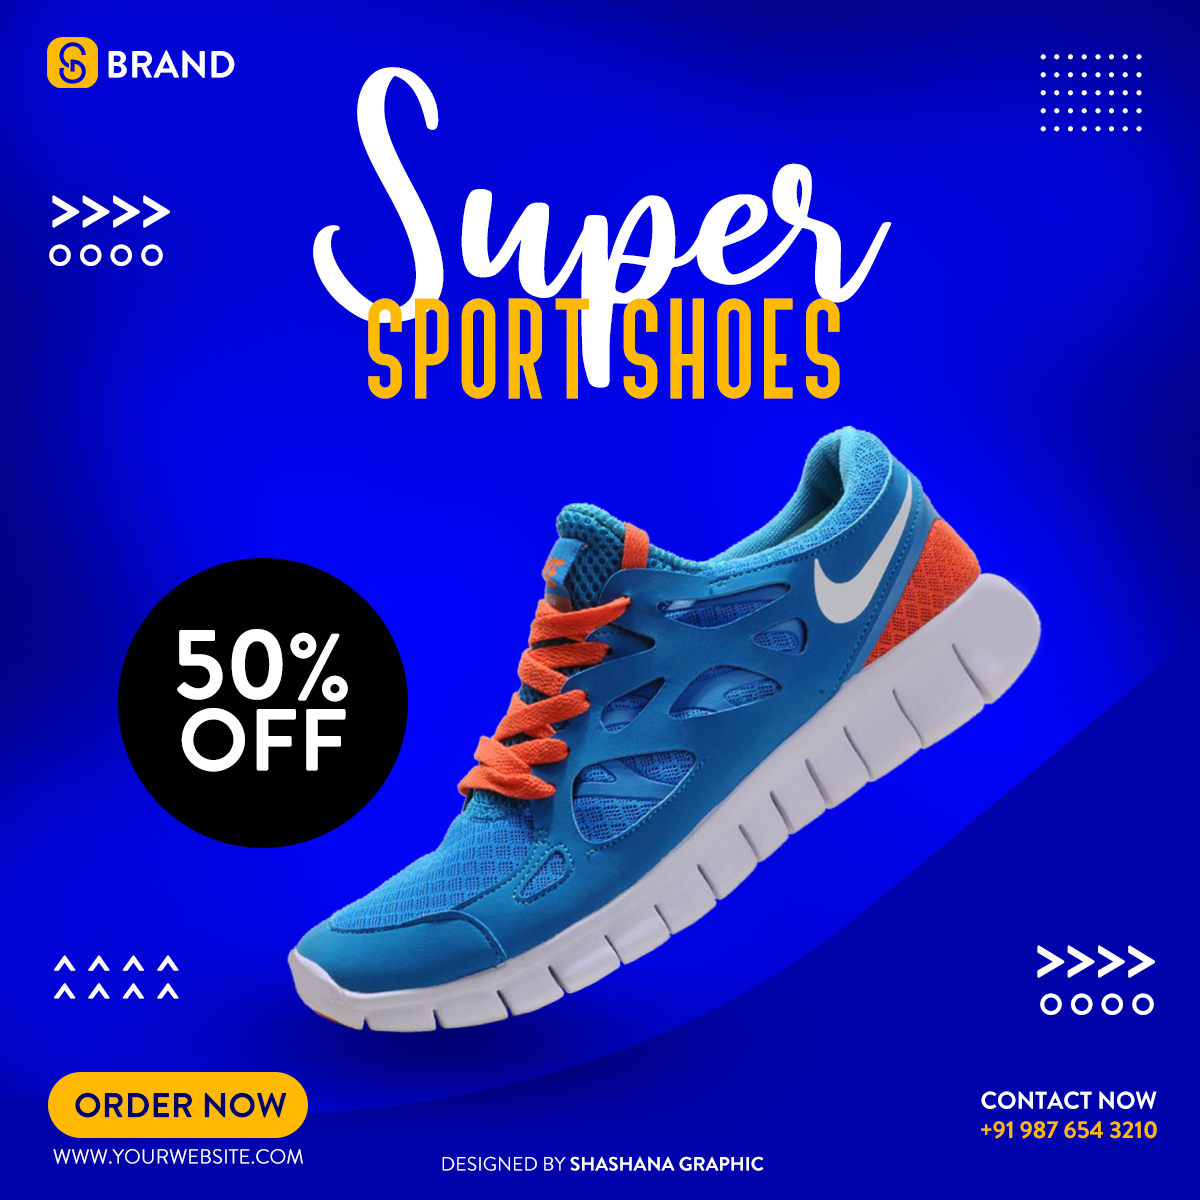 BRAND
Super
SPORT SHOES
50%
OFF
ORDER NOW
WWW.YOURWEBSITE.COM
DESIGNED BY SHASHANA GRAPHIC
CONTACT NOW
+91 987 654 3210